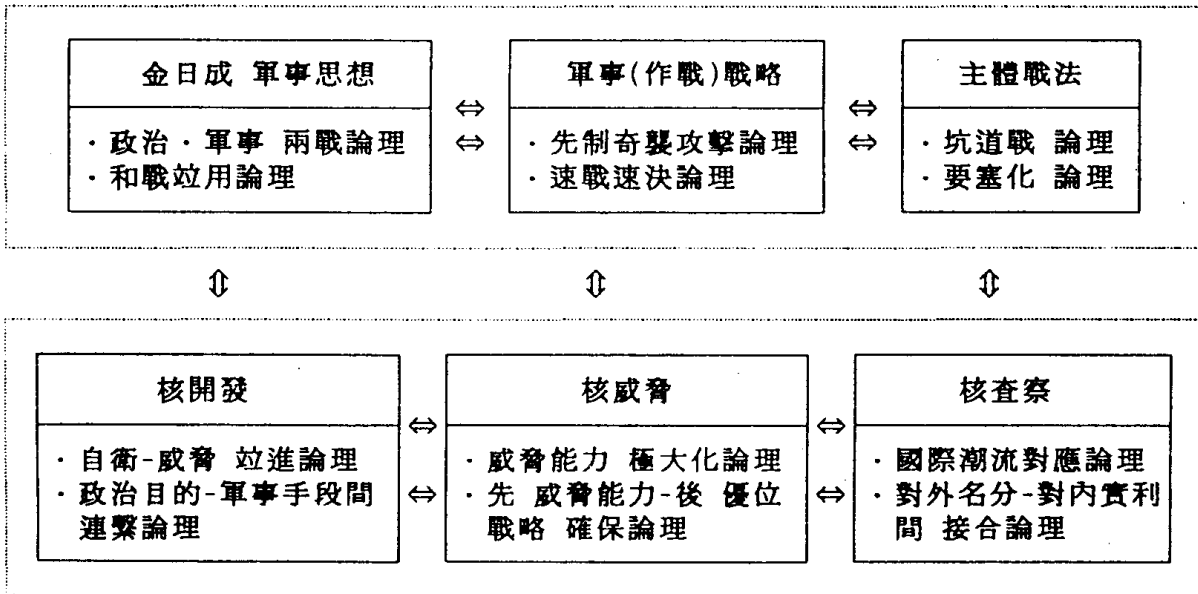 金日成 軍事思想
· 政治 · 軍事 兩戰論理
· 和戰竝用論理
⇔
⇔
軍事(作戰)戰略
· 先制奇襲攻擊論理
· 速戰速決論理
⇔
⇔
主體戰法
· 坑道戰 論理
· 要塞化 論理
⇕ ⇕ ⇕
核開發
· 自衛-威脅 竝進論理
· 政治目的-軍事手段間
連繫論理
⇔
⇔
核威脅
· 威脅能力 極大化論理
· 先 威脅能力-後 優位
戰略 確保論理
⇔
⇔
核査察
· 國際潮流對應論理
· 對外名分-對內實利
間 接合論理